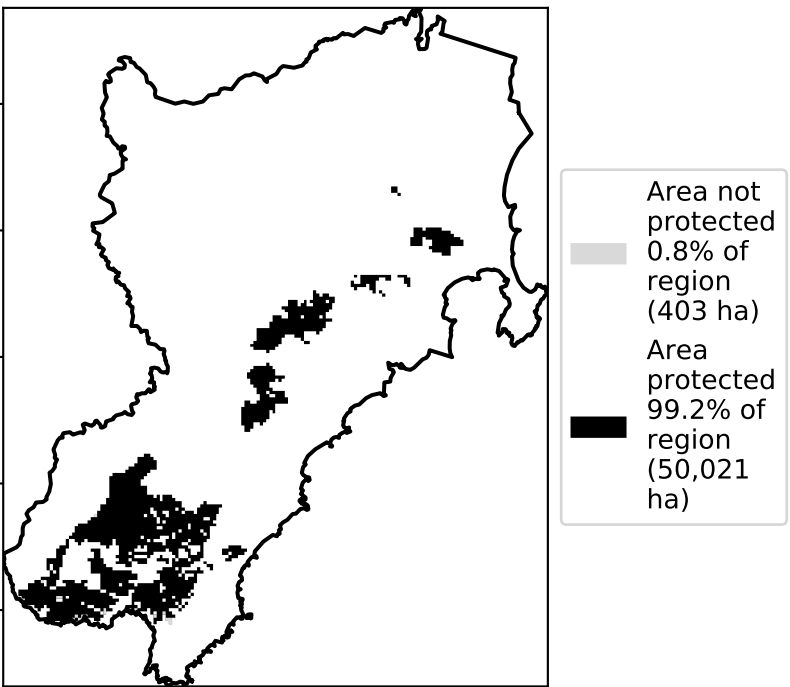 Area not
protected
0.8% of
region
(403 ha)
Area
protected
99.2% of
region
(50,021
ha)